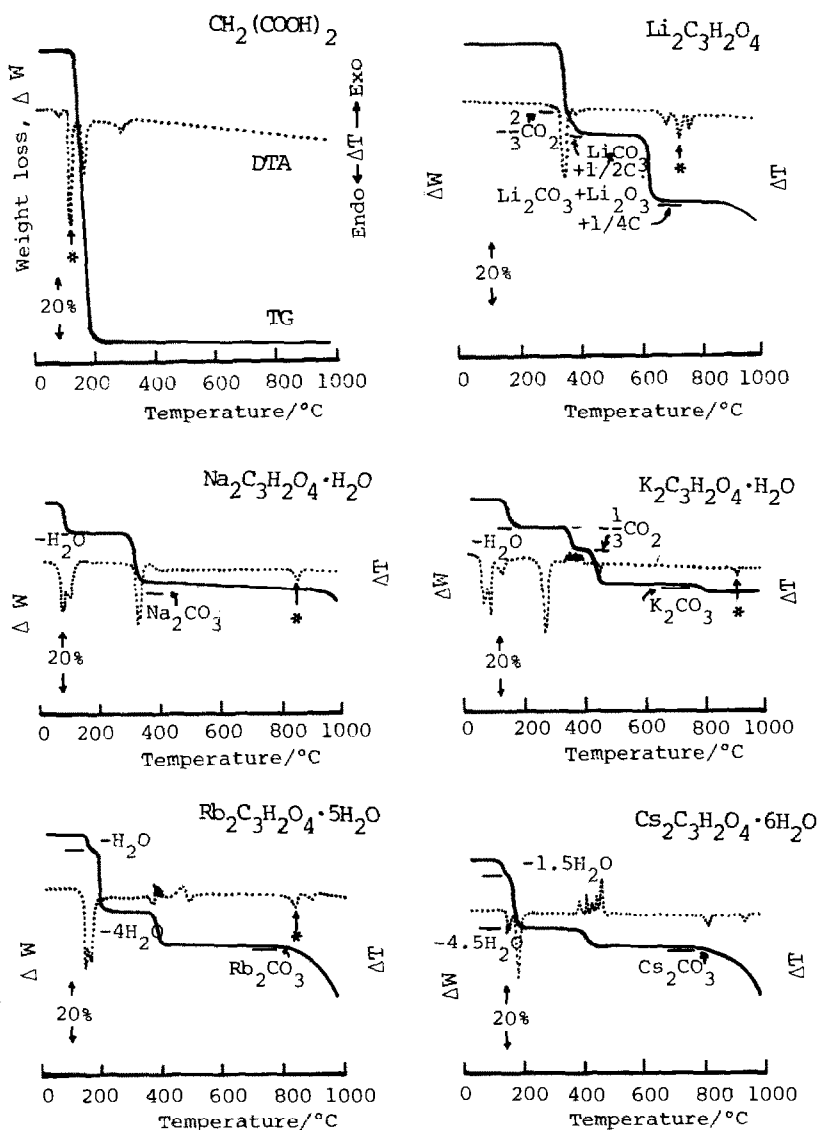 CH2(COOH)2
Weight loss, Δ W
Endo ← ΔT → Exo
DTA
*
20%
TG
0 200 400 600 800 1000
Temperature/°C
Li2C3H2O4
ΔW
ΔT
-2/3CO2
LiCO3
+1/2C.
Li2CO3+Li2O3
+1/4C
*
20%
0 200 400 600 800 1000
Temperature/°C
Na2C3H2O4·H2O
-H2O
Δ W
ΔT
Na2CO3
*
20%
0 200 400 600 800 1000
Temperature/°C
K2C3H2O4·H2O
-H2O
-1/3CO2
ΔW
ΔT
K2CO3
*
20%
0 200 400 600 800 1000
Temperature/°C
Rb2C3H2O4·5H2O
-H2O
-4H2O
Δ W
ΔT
Rb2CO3
*
20%
0 200 400 600 800 1000
Temperature/°C
Cs2C3H2O4·6H2O
-1.5H2O
-4.5H2O
ΔW
ΔT
Cs2CO3
20%
0 200 400 600 800 1000
Temperature/°C